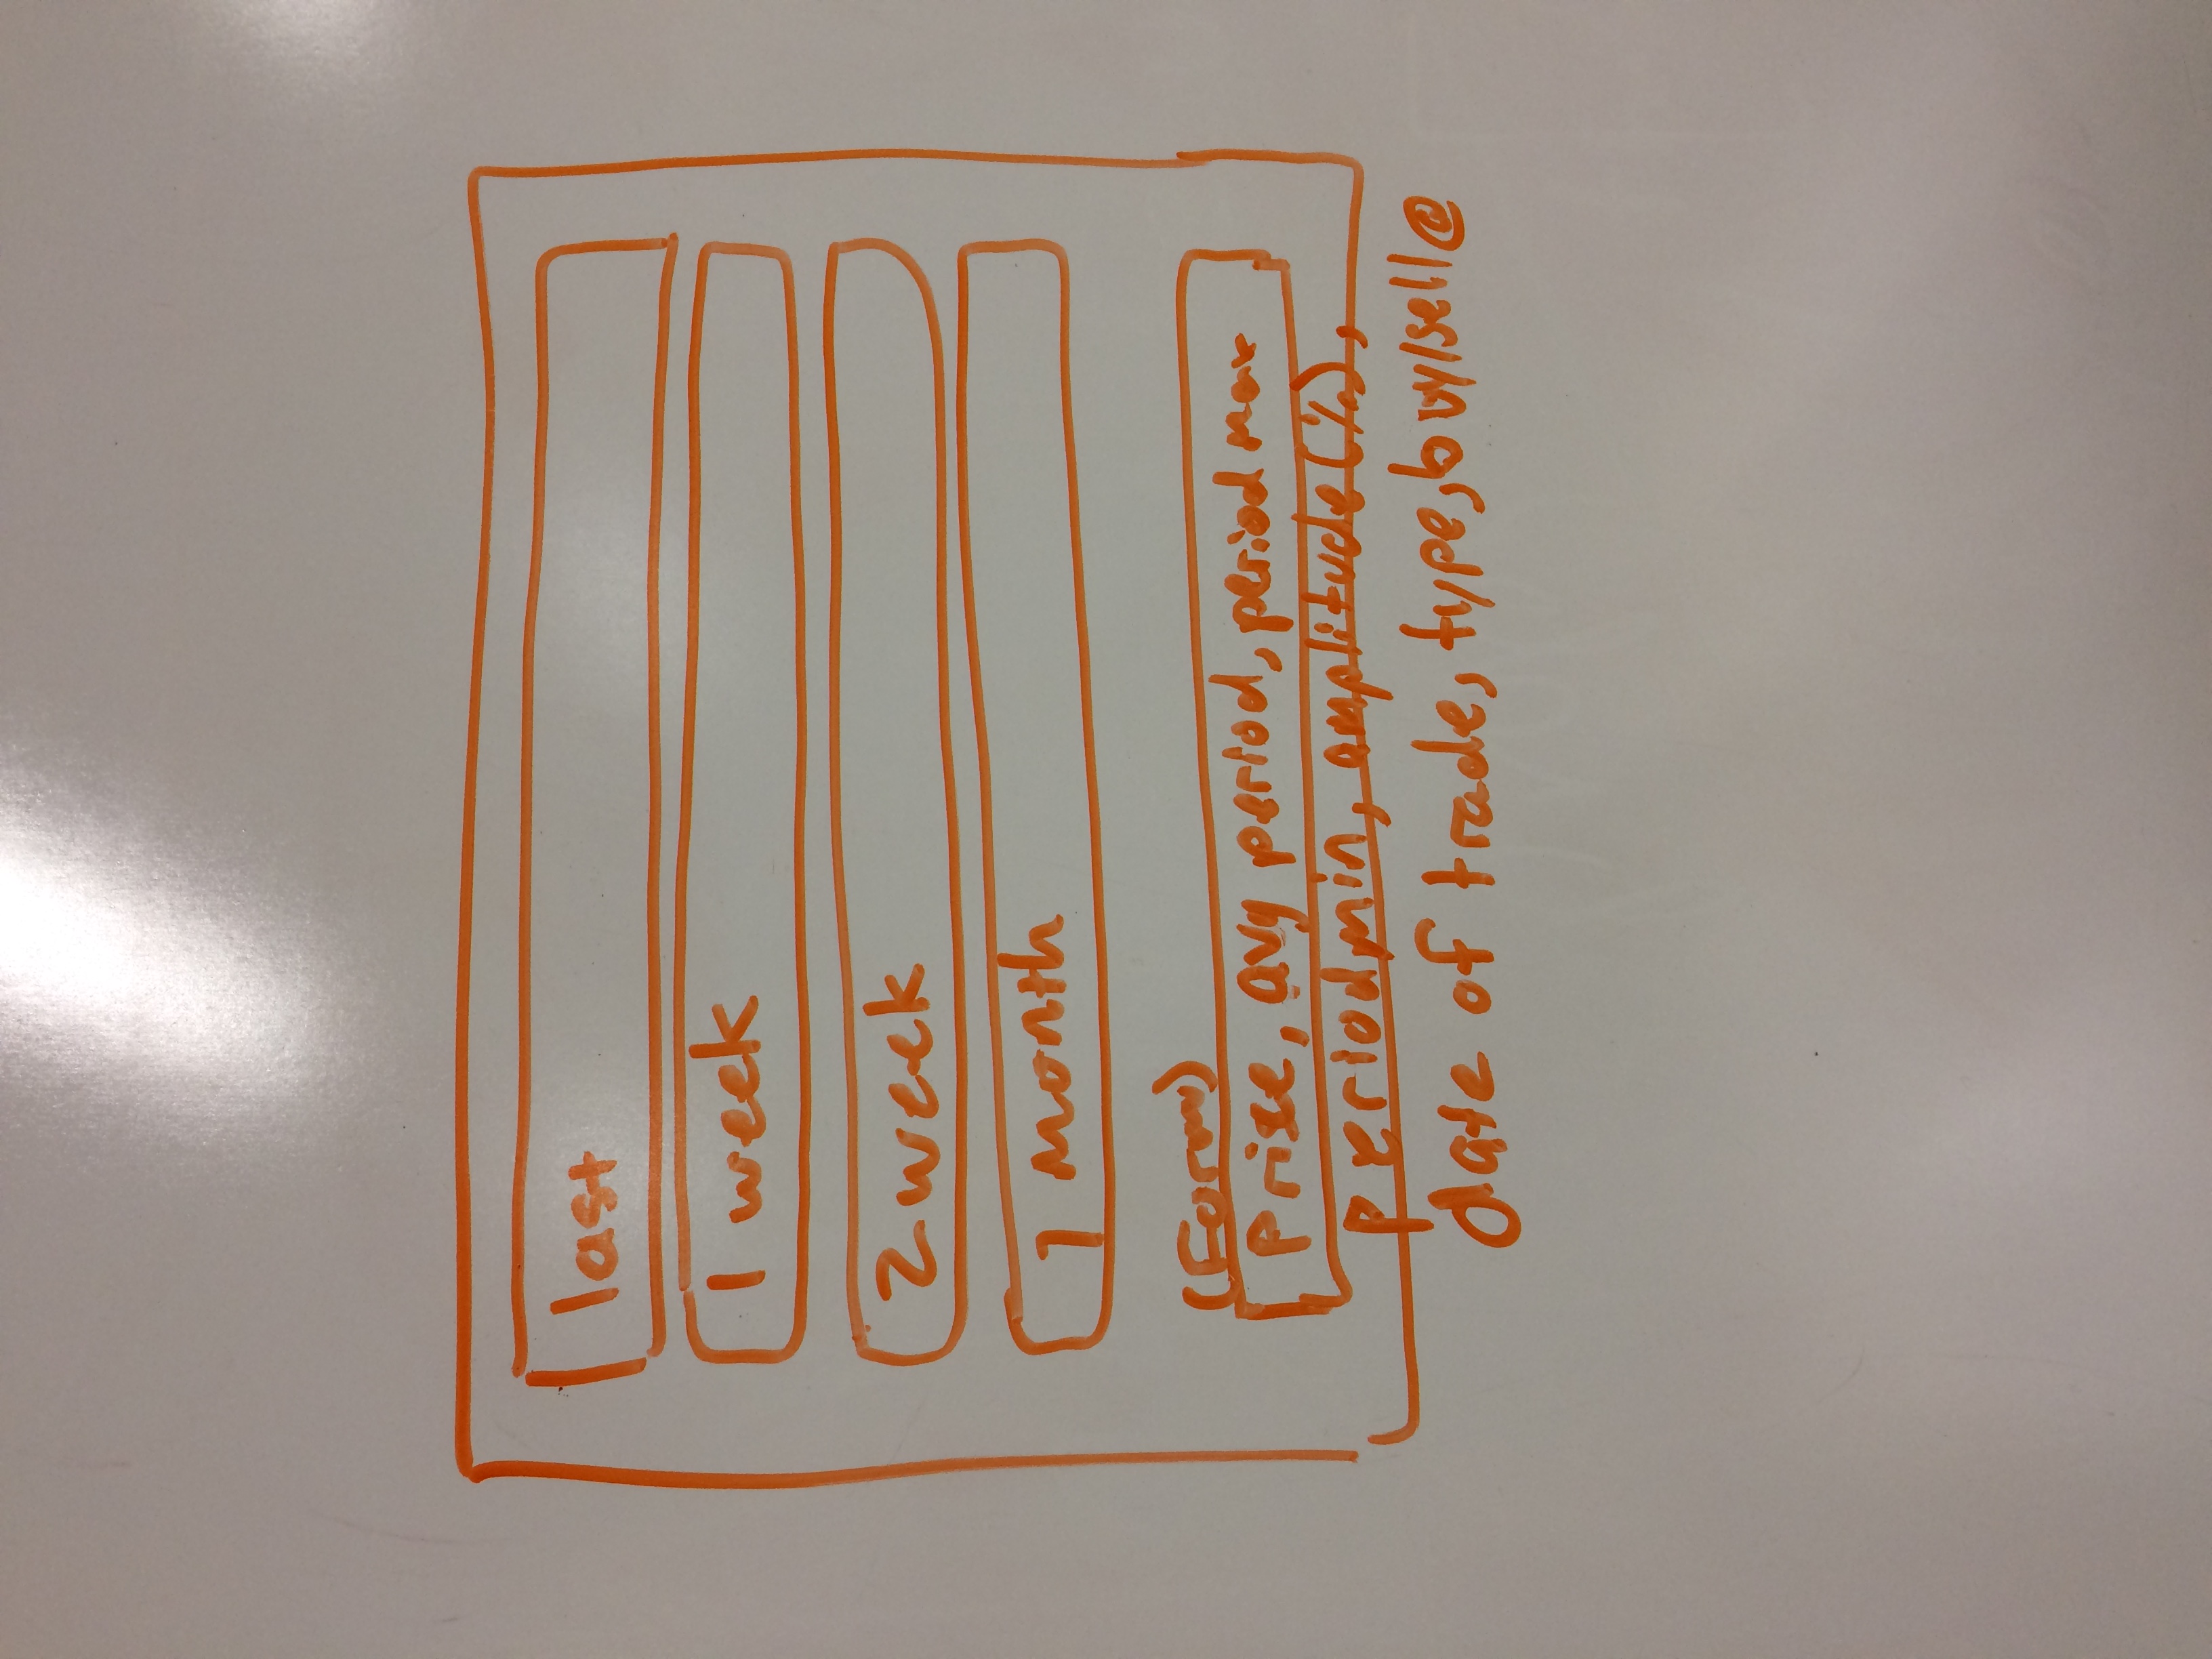 last
1 week
2 week
1 Month
(Form)
Prise, avg period, period max
periodmin, amplitude (%),
date of trade, type, buy/sell @